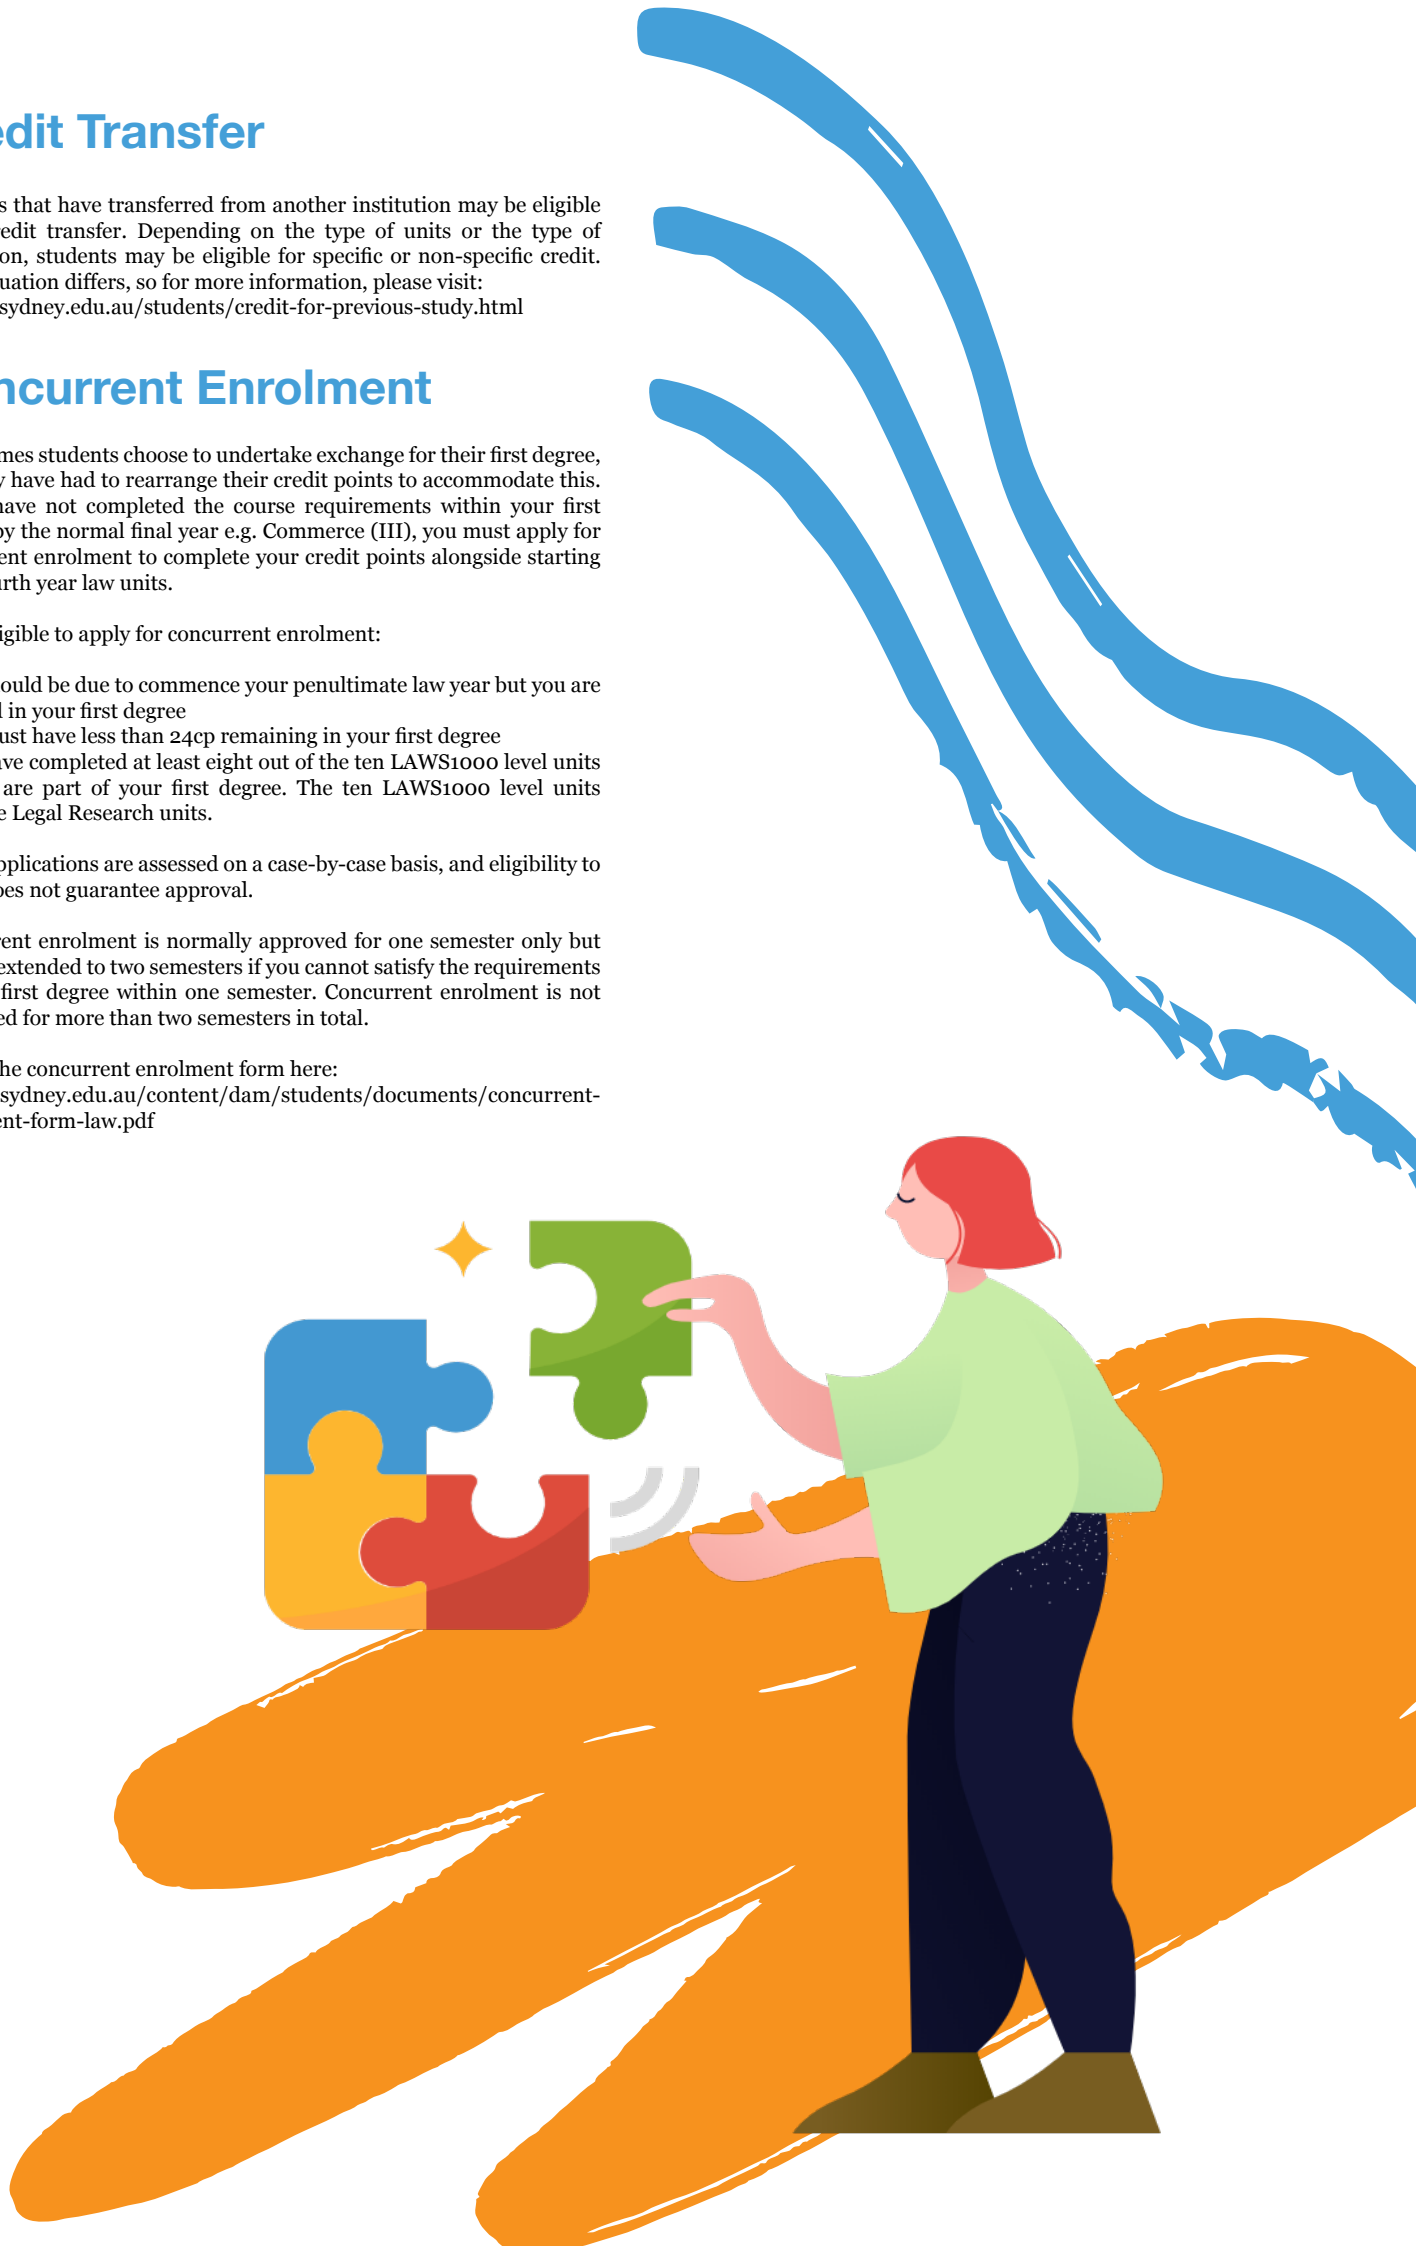 edit Transfer
s that have transferred from another institution may be eligible
redit transfer. Depending on the type of units or the type of
ion, students may be eligible for specific or non-specific credit.
uation differs, so for more information, please visit:
sydney.edu.au/students/credit-for-previous-study.html
ncurrent Enrolment
mes students choose to undertake exchange for their first degree,
y have had to rearrange their credit points to accommodate this.
have not completed the course requirements within your first
by the normal final year e.g. Commerce (III), you must apply for
ent enrolment to complete your credit points alongside starting
urth year law units.
igible to apply for concurrent enrolment:
ould be due to commence your penultimate law year but you are
l in your first degree
ust have less than 24cp remaining in your first degree
ave completed at least eight out of the ten LAWS1000 level units
are part of your first degree. The ten LAWS1000 level units
e Legal Research units.
pplications are assessed on a case-by-case basis, and eligibility to
oes not guarantee approval.
rent enrolment is normally approved for one semester only but
extended to two semesters if you cannot satisfy the requirements
first degree within one semester. Concurrent enrolment is not
ed for more than two semesters in total.
he concurrent enrolment form here:
sydney.edu.au/content/dam/students/documents/concurrent-
ent-form-law.pdf